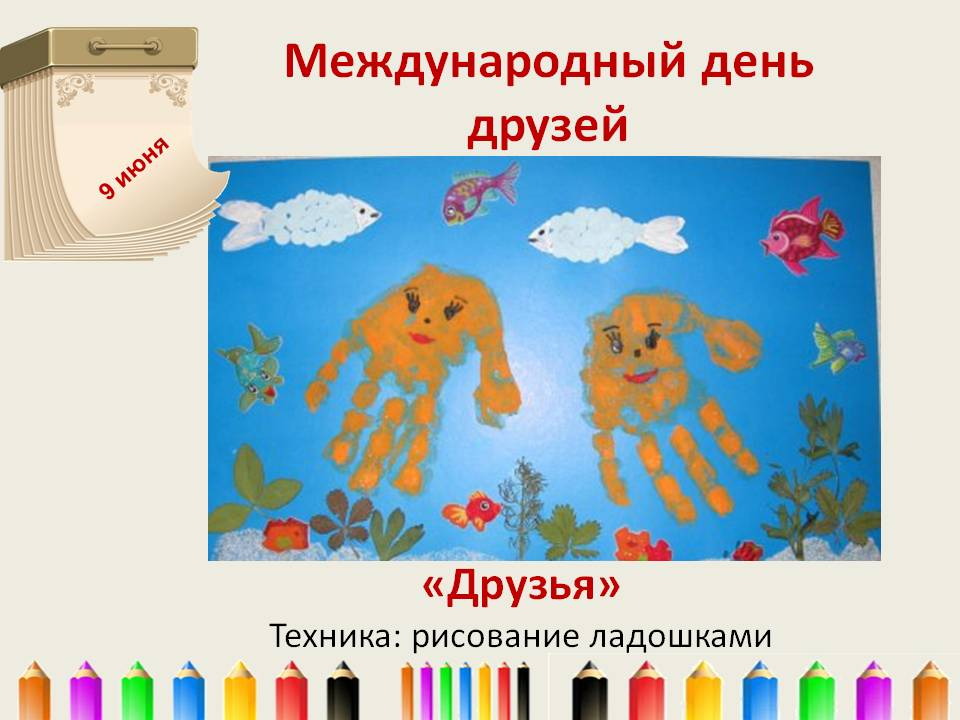 Международный день
друзей
9 июня
«Друзья»
Техника: рисование ладошками